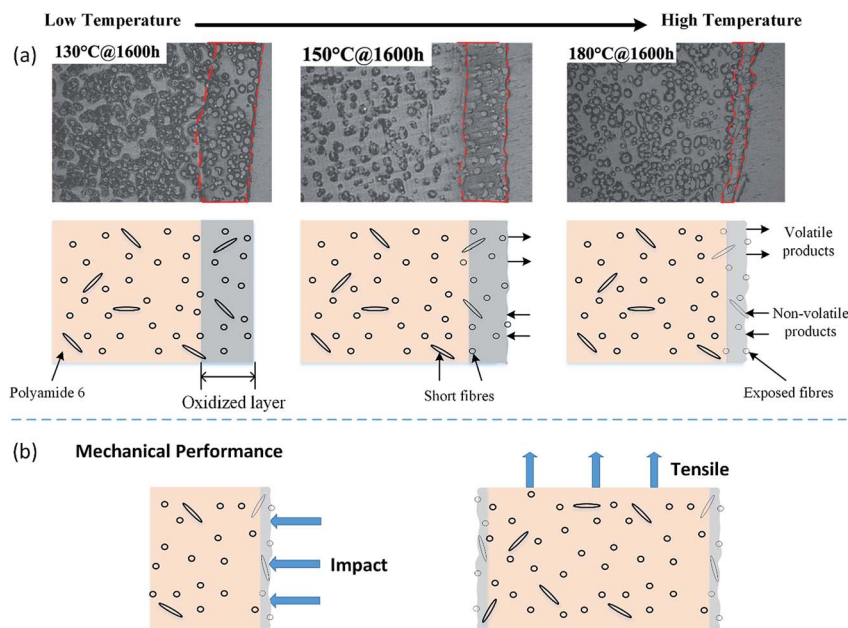 Low Temperature
High Temperature
(a)
130°C@1600h
150°C@1600h
180°C@1600h
Volatile
products
Non-volatile
products
Polyamide 6
Oxidized layer
Short fibres
Exposed fibres
(b)
Mechanical Performance
Tensile
Impact